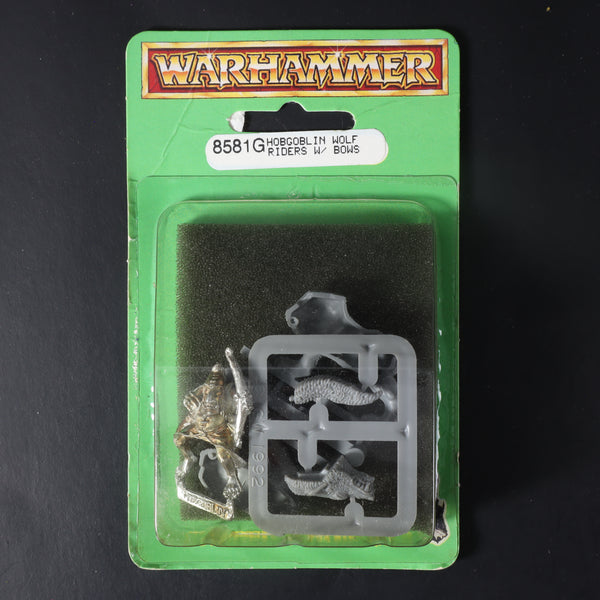 WARHAMMER
8581G HOBGOBLIN WOLF
RIDERS W/ BOWS
1992